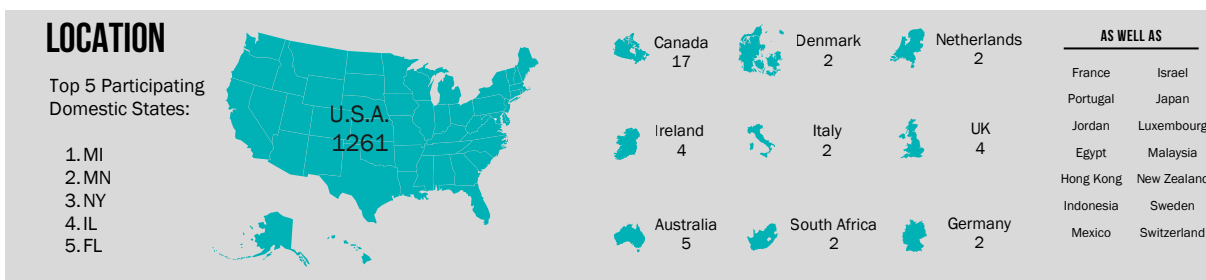 LOCATION
Top 5 Participating
Domestic States:
1. MI
2. MN
3. NY
4. IL
5. FL
U.S.A.
1261
Canada
17
Denmark
2
Netherlands
2
Ireland
4
Italy
2
UK
4
Australia
5
South Africa
2
Germany
2
AS WELL AS
France Israel
Portugal Japan
Jordan Luxembourg
Egypt Malaysia
Hong Kong New Zealand
Indonesia Sweden
Mexico Switzerland